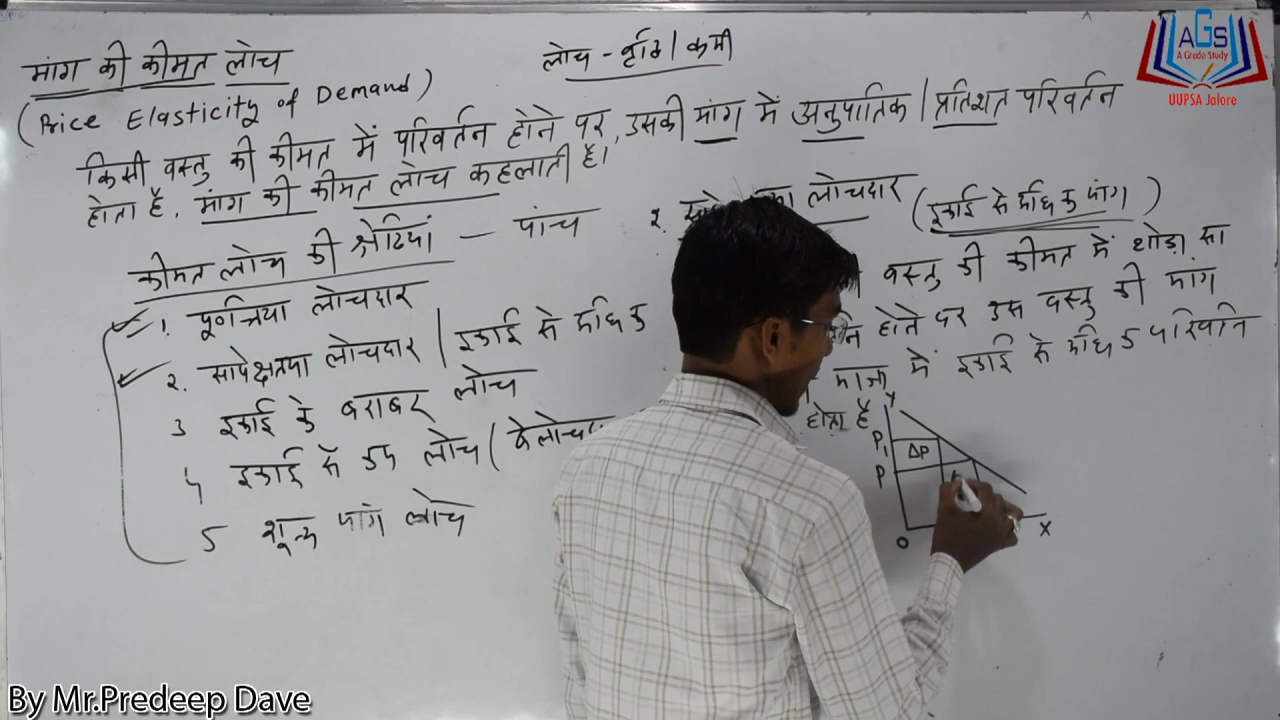 मांग की कीमत लोच
(Price Elasticity of Demand)
लोच - वृद्धि / कमी
किसी वस्तु की कीमत में परिवर्तन होने पर, उसकी मांग में अनुपातिक / प्रतिशत परिवर्तन
होता है, मांग की कीमत लोच कहलाती है।
कीमत लोच की श्रेणियां - पांच
1. पूर्णतया लोचदार
2. सापेक्षतया लोचदार / इकाई से अधिक
3 इकाई के बराबर लोच
4 इकाई से कम लोच (बेलोचदार
5 शून्य मांग लोच
2. लोचदार (इकाई से अधिक मांग)
वस्तु की कीमत में थोड़ा सा
होने पर उस वस्तु की मांग
मात्रा में इकाई से अधिक परिवर्तन
होता है
Y
P1
ΔP
P
O
X
AGS
A Grade Study
UUPSA Jalore
By Mr.Predeep Dave